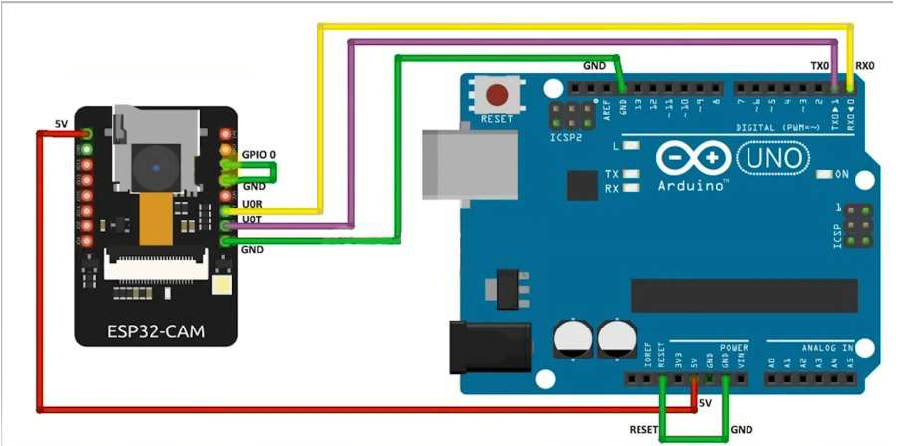 GND
TX0
RX0
AREF
GND
13
12
~11
~10
~9
8
7
~6
~5
4
~3
2
TX0▶1
RX0◀0
RESET
ICSP2
DIGITAL (PWM=~)
5V
GPIO 0
GND
U0R
U0T
GND
L
TX
RX
UNO
Arduino™
ON
1
ICSP
ESP32-CAM
POWER
ANALOG IN
IOREF
RESET
3V3
5V
GND
GND
VIN
A0
A1
A2
A3
A4
A5
5V
RESET
GND